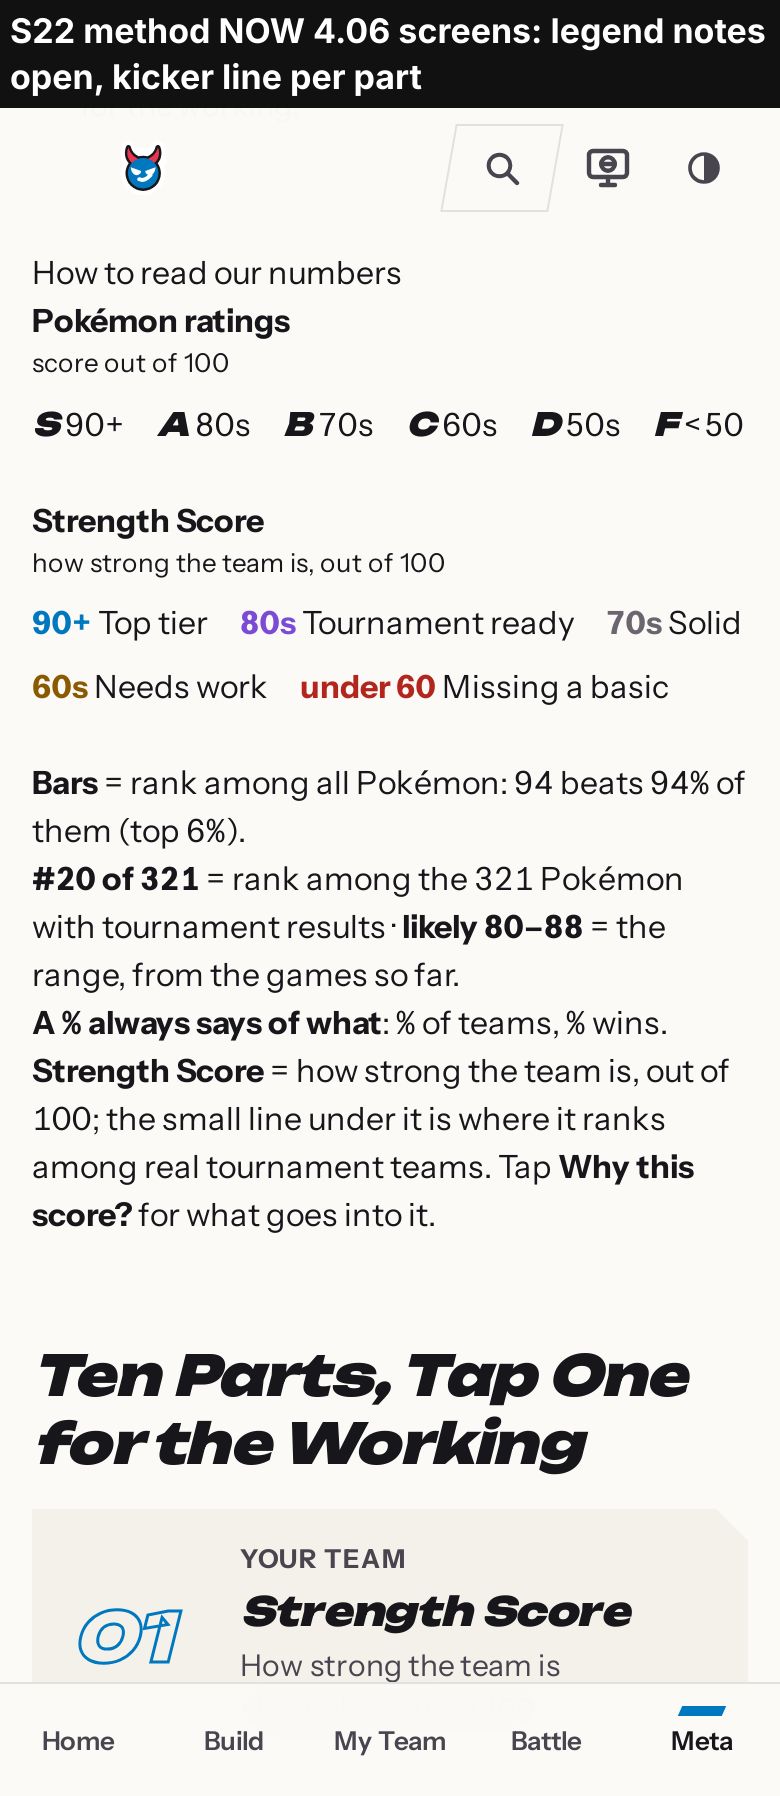 S22 method NOW 4.06 screens: legend notes
open, kicker line per part
How to read our numbers
Pokémon ratings
score out of 100
S 90+ A 80s B 70s C 60s D 50s F <50
Strength Score
how strong the team is, out of 100
90+ Top tier 80s Tournament ready 70s Solid
60s Needs work under 60 Missing a basic
Bars = rank among all Pokémon: 94 beats 94% of
them (top 6%).
#20 of 321 = rank among the 321 Pokémon
with tournament results · likely 80–88 = the
range, from the games so far.
A % always says of what: % of teams, % wins.
Strength Score = how strong the team is, out of
100; the small line under it is where it ranks
among real tournament teams. Tap Why this
score? for what goes into it.
Ten Parts, Tap One
for the Working
YOUR TEAM
01 Strength Score
How strong the team is
Home Build My Team Battle Meta